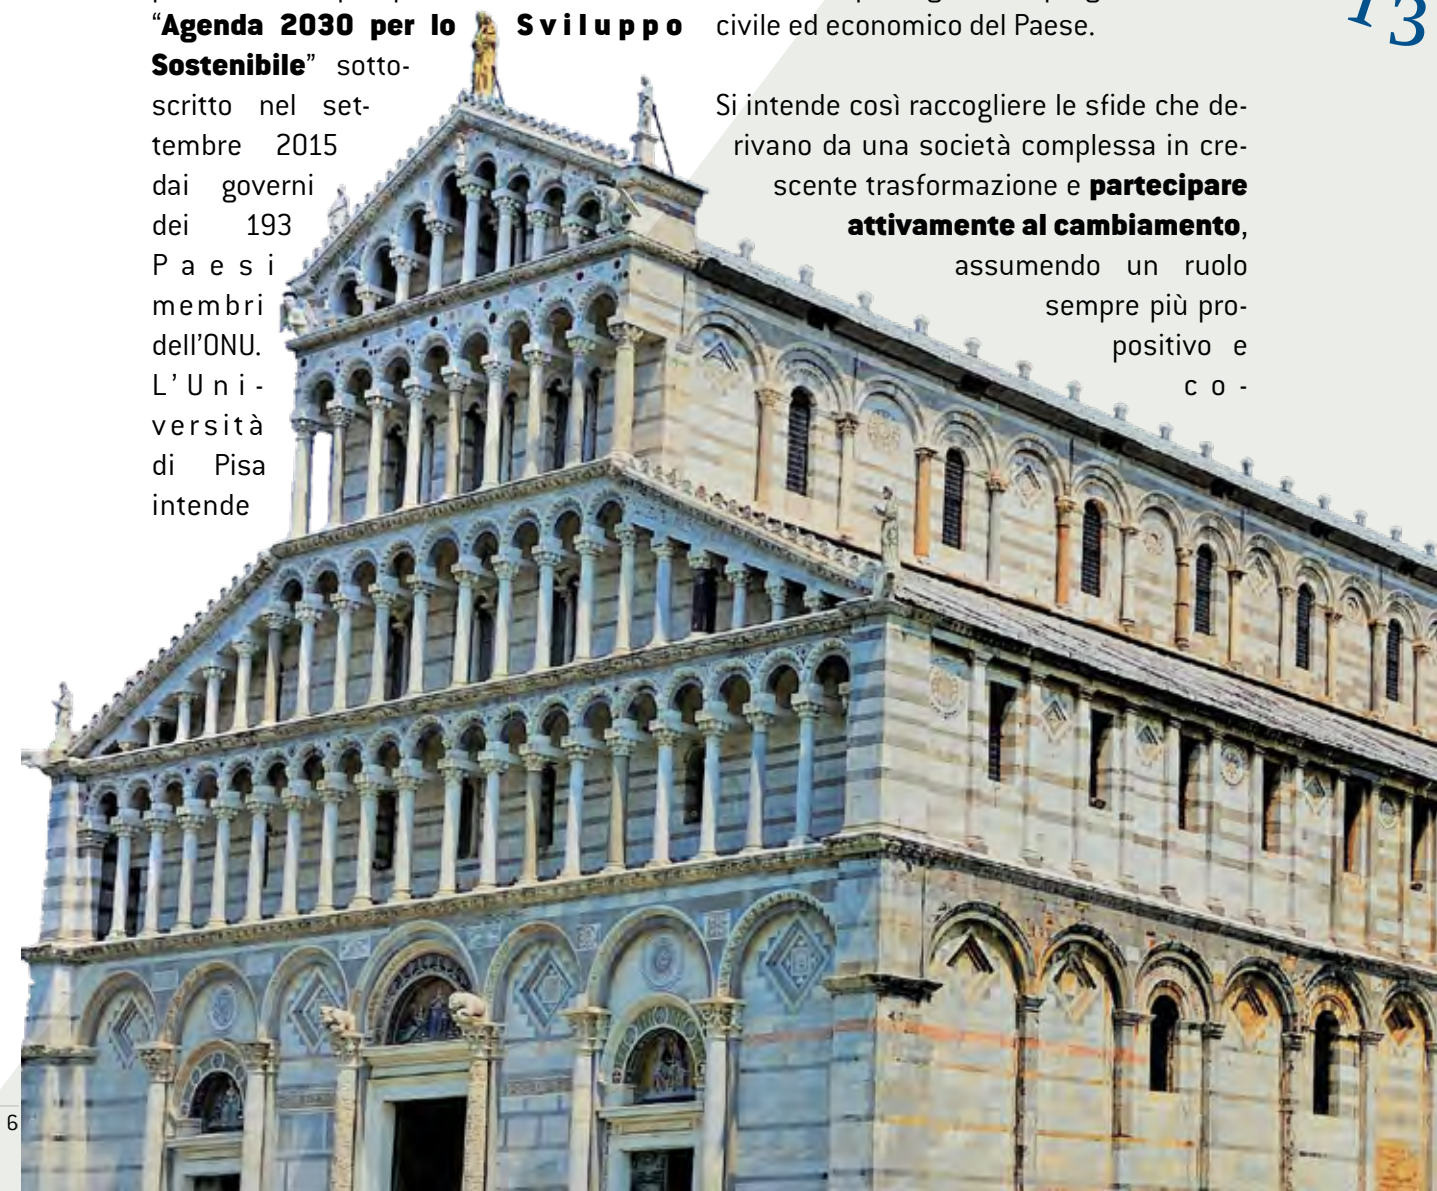 “Agenda 2030 per lo Sviluppo
Sostenibile” sotto-
scritto nel set-
tembre 2015
dai governi
dei 193
Paesi
membri
dell’ONU.
L’Uni-
versità
di Pisa
intende
civile ed economico del Paese.
Si intende così raccogliere le sfide che de-
rivano da una società complessa in cre-
scente trasformazione e partecipare
attivamente al cambiamento,
assumendo un ruolo
sempre più pro-
positivo e
co-
13
6